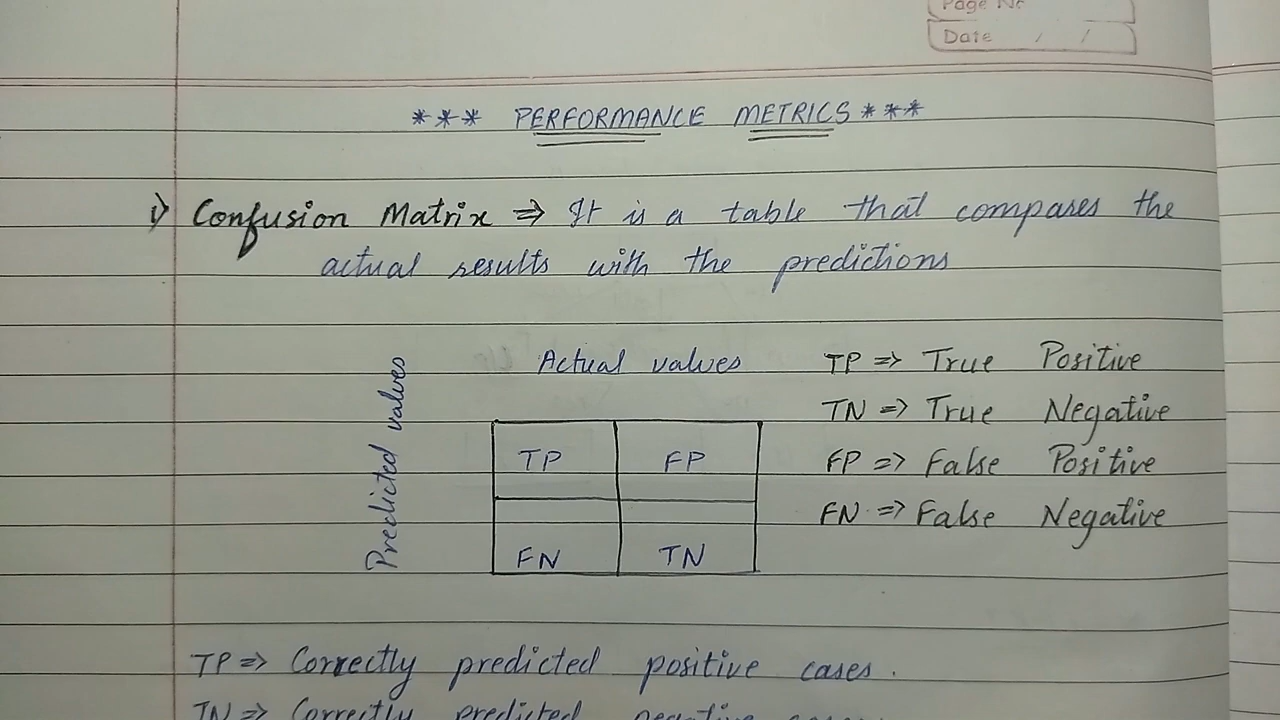 Page No
Date / /
*** PERFORMANCE METRICS ***
i) Confusion Matrix => It is a table that compares the
actual results with the predictions
Predicted values
Actual values
TP FP
FN TN
TP => True Positive
TN => True Negative
FP => False Positive
FN => False Negative
TP => Correctly predicted positive cases.
TN => Correctly predicted negative cases